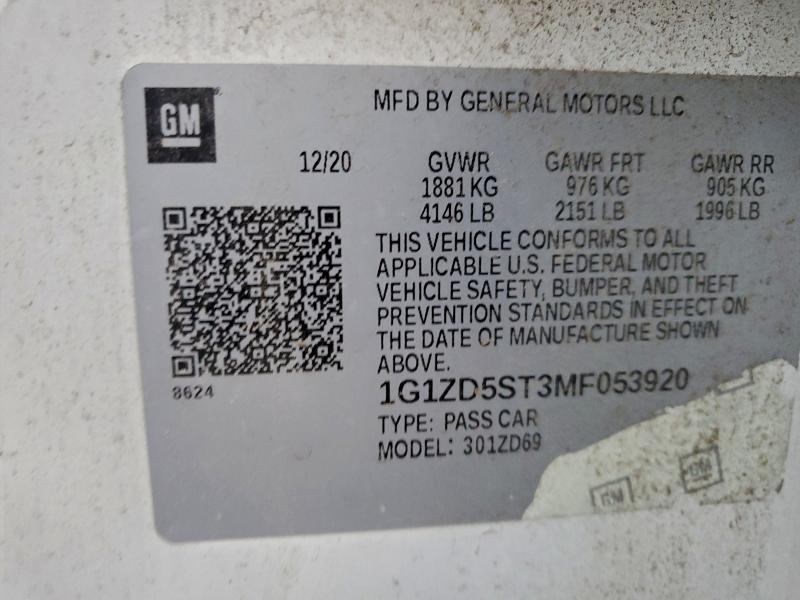 GM
MFD BY GENERAL MOTORS LLC
12/20 GVWR GAWR FRT GAWR RR
1881 KG 976 KG 905 KG
4146 LB 2151 LB 1996 LB
THIS VEHICLE CONFORMS TO ALL
APPLICABLE U.S. FEDERAL MOTOR
VEHICLE SAFETY, BUMPER, AND THEFT
PREVENTION STANDARDS IN EFFECT ON
THE DATE OF MANUFACTURE SHOWN
ABOVE.
8624
1G1ZD5ST3MF053920
TYPE: PASS CAR
MODEL: 301ZD69
GM
GM